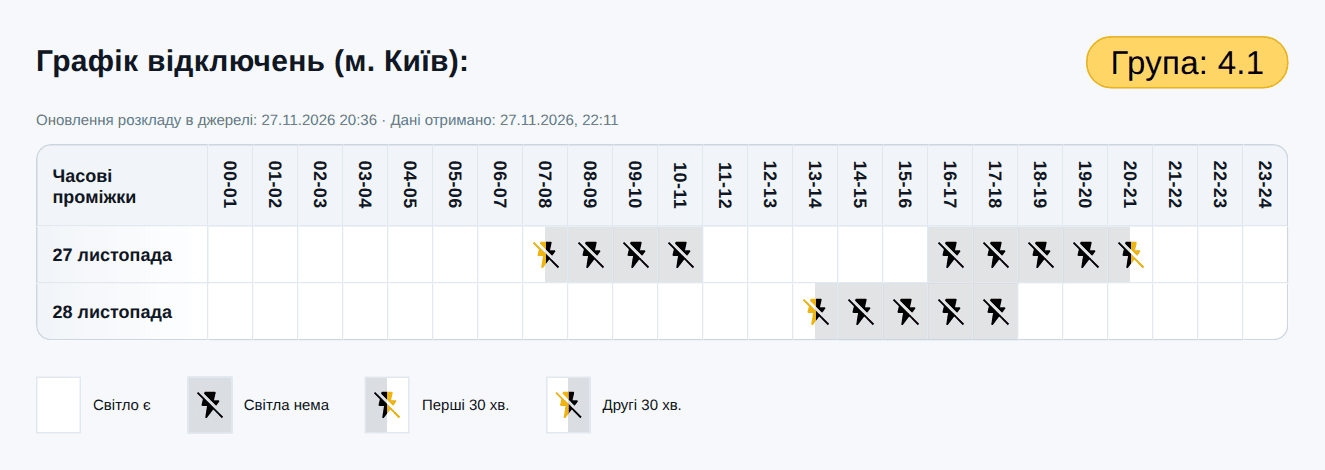 Графік відключень (м. Київ):
Група: 4.1
Оновлення розкладу в джерелі: 27.11.2026 20:36 · Дані отримано: 27.11.2026, 22:11
Часові
проміжки
00-01
01-02
02-03
03-04
04-05
05-06
06-07
07-08
08-09
09-10
10-11
11-12
12-13
13-14
14-15
15-16
16-17
17-18
18-19
19-20
20-21
21-22
22-23
23-24
27 листопада
28 листопада
Світло є
Світла нема
Перші 30 хв.
Другі 30 хв.